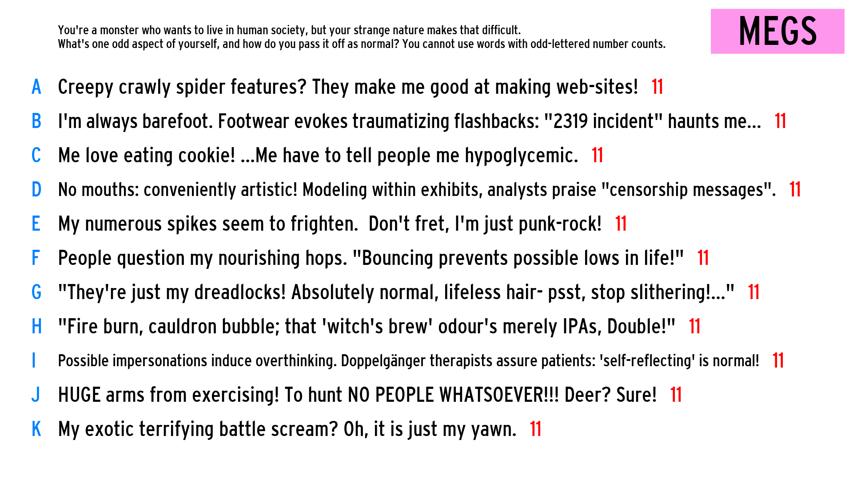 You're a monster who wants to live in human society, but your strange nature makes that difficult.
What's one odd aspect of yourself, and how do you pass it off as normal? You cannot use words with odd-lettered number counts.
MEGS
A Creepy crawly spider features? They make me good at making web-sites! 11
B I'm always barefoot. Footwear evokes traumatizing flashbacks: "2319 incident" haunts me... 11
C Me love eating cookie! ...Me have to tell people me hypoglycemic. 11
D No mouths: conveniently artistic! Modeling within exhibits, analysts praise "censorship messages". 11
E My numerous spikes seem to frighten.  Don't fret, I'm just punk-rock! 11
F People question my nourishing hops. "Bouncing prevents possible lows in life!" 11
G "They're just my dreadlocks! Absolutely normal, lifeless hair- psst, stop slithering!..." 11
H "Fire burn, cauldron bubble; that 'witch's brew' odour's merely IPAs, Double!" 11
I Possible impersonations induce overthinking. Doppelgänger therapists assure patients: 'self-reflecting' is normal! 11
J HUGE arms from exercising! To hunt NO PEOPLE WHATSOEVER!!! Deer? Sure! 11
K My exotic terrifying battle scream? Oh, it is just my yawn. 11